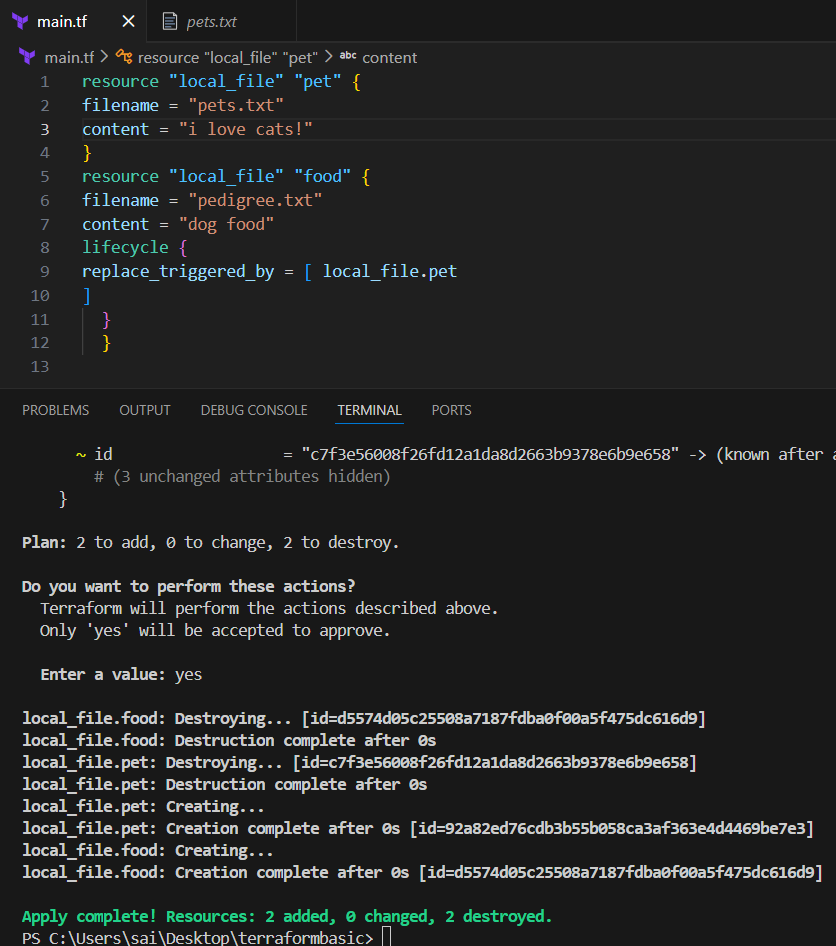 main.tf
pets.txt
main.tf > resource "local_file" "pet" > abc content
1 resource "local_file" "pet" {
2 filename = "pets.txt"
3 content = "i love cats!"
4 }
5 resource "local_file" "food" {
6 filename = "pedigree.txt"
7 content = "dog food"
8 lifecycle {
9 replace_triggered_by = [ local_file.pet
10 ]
11 }
12 }
13
PROBLEMS OUTPUT DEBUG CONSOLE TERMINAL PORTS
~ id = "c7f3e56008f26fd12a1da8d2663b9378e6b9e658" -> (known after a
# (3 unchanged attributes hidden)
}
Plan: 2 to add, 0 to change, 2 to destroy.
Do you want to perform these actions?
Terraform will perform the actions described above.
Only 'yes' will be accepted to approve.
Enter a value: yes
local_file.food: Destroying... [id=d5574d05c25508a7187fdba0f00a5f475dc616d9]
local_file.food: Destruction complete after 0s
local_file.pet: Destroying... [id=c7f3e56008f26fd12a1da8d2663b9378e6b9e658]
local_file.pet: Destruction complete after 0s
local_file.pet: Creating...
local_file.pet: Creation complete after 0s [id=92a82ed76cdb3b55b058ca3af363e4d4469be7e3]
local_file.food: Creating...
local_file.food: Creation complete after 0s [id=d5574d05c25508a7187fdba0f00a5f475dc616d9]
Apply complete! Resources: 2 added, 0 changed, 2 destroyed.
PS C:\Users\sai\Desktop\terraformbasic>